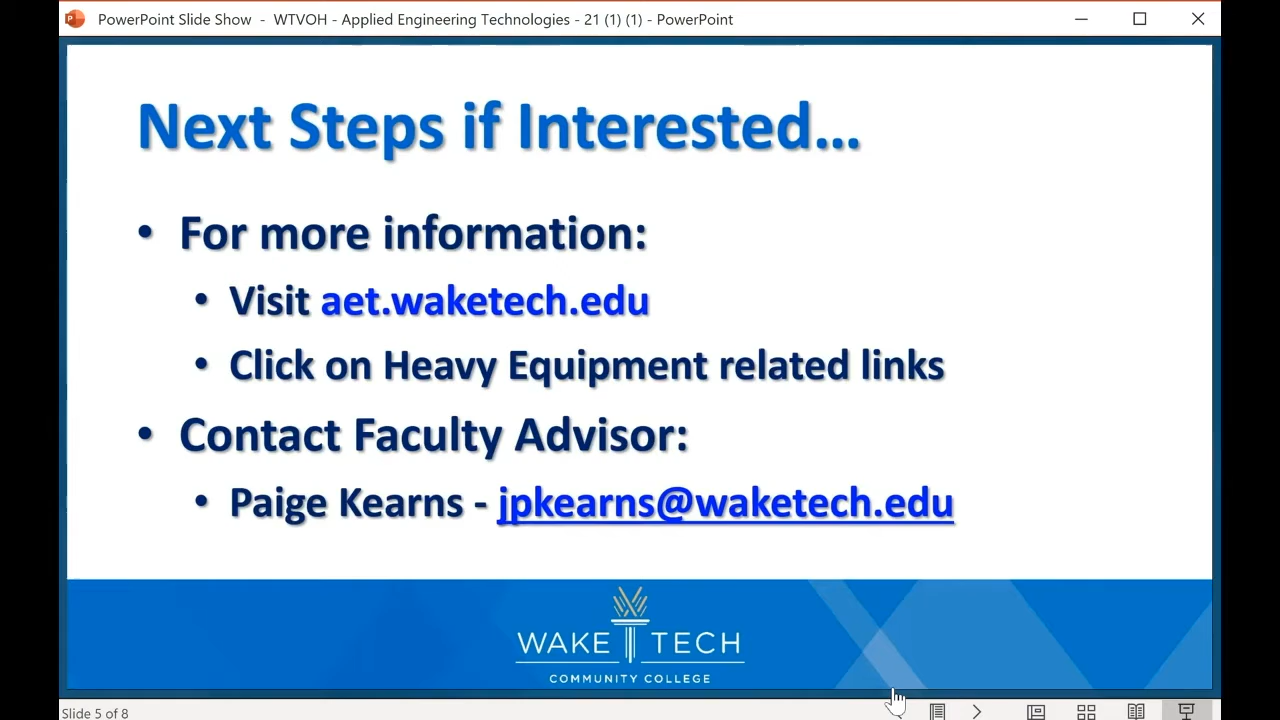 PowerPoint Slide Show - WTVOH - Applied Engineering Technologies - 21 (1) (1) - PowerPoint
Next Steps if Interested...
• For more information:
• Visit aet.waketech.edu
• Click on Heavy Equipment related links
• Contact Faculty Advisor:
• Paige Kearns - jpkearns@waketech.edu
WAKE TECH
COMMUNITY COLLEGE
Slide 5 of 8